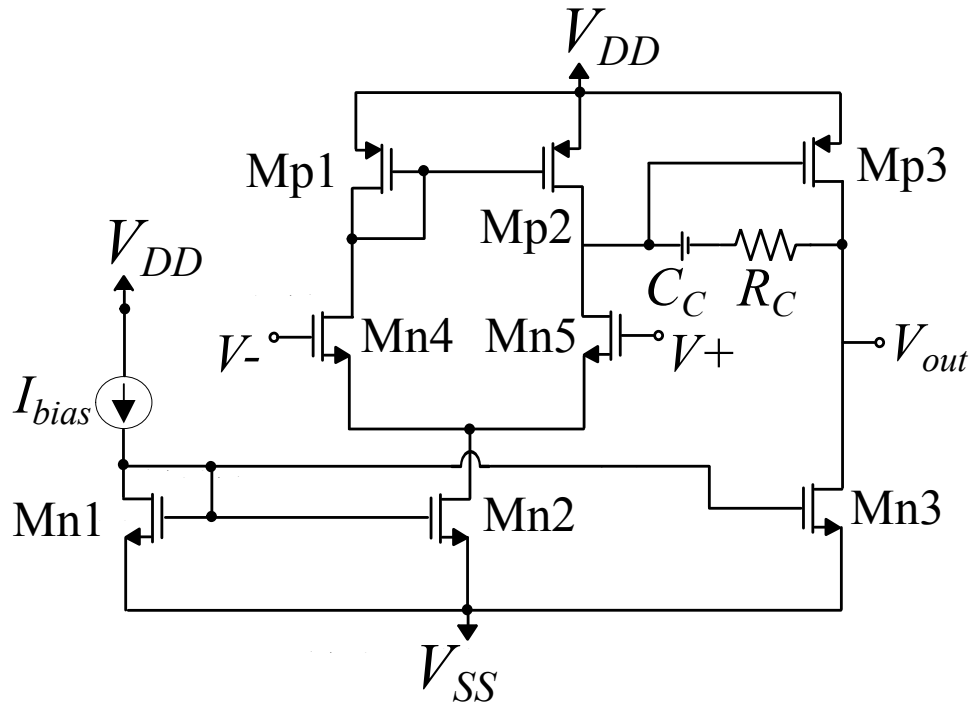 V_DD
Mp1
Mp2
Mp3
V_DD
C_C
R_C
V-
Mn4
Mn5
V+
V_out
I_bias
Mn1
Mn2
Mn3
V_SS